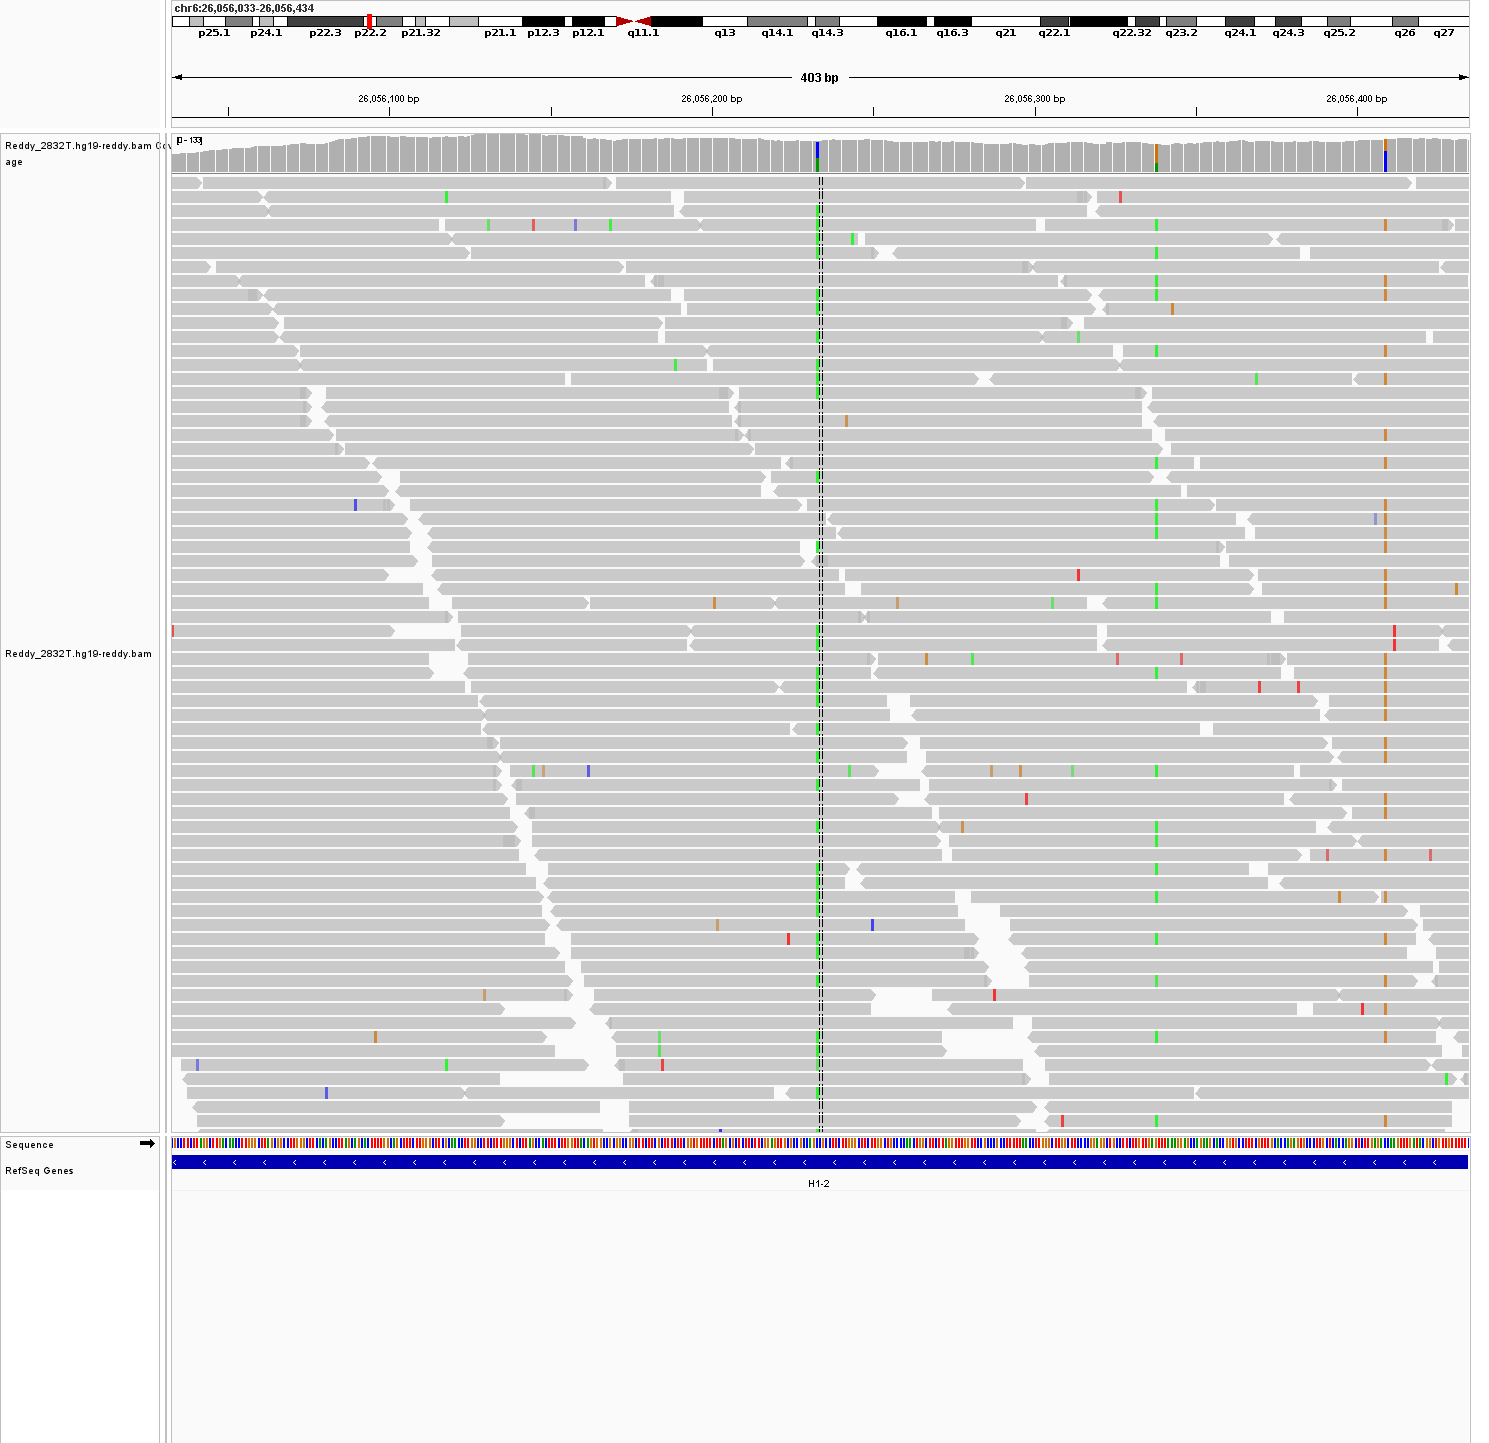 chr6:26,056,033-26,056,434
p25.1 p24.1 p22.3 p22.2 p21.32 p21.1 p12.3 p12.1 q11.1 q13 q14.1 q14.3 q16.1 q16.3 q21 q22.1 q22.32 q23.2 q24.1 q24.3 q25.2 q26 q27
403 bp
26,056,100 bp 26,056,200 bp 26,056,300 bp 26,056,400 bp
[0 - 133]
Reddy_2832T.hg19-reddy.bam Cov
age
Reddy_2832T.hg19-reddy.bam
Sequence
RefSeq Genes
H1-2